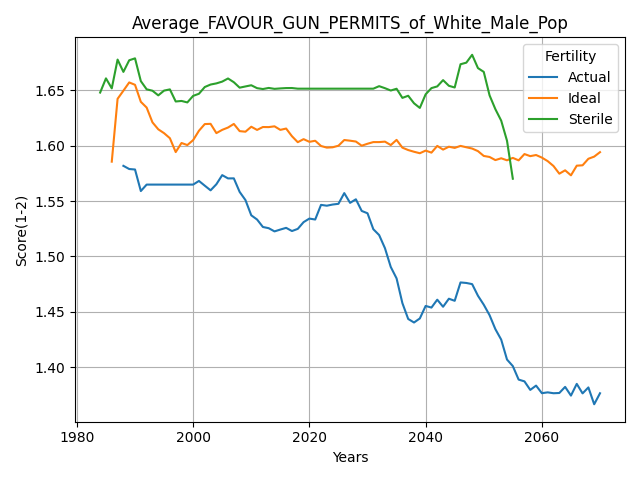 Average_FAVOUR_GUN_PERMITS_of_White_Male_Pop
Fertility
Actual
Ideal
Sterile
Score(1-2)
1.65
1.60
1.55
1.50
1.45
1.40
1980 2000 2020 2040 2060
Years